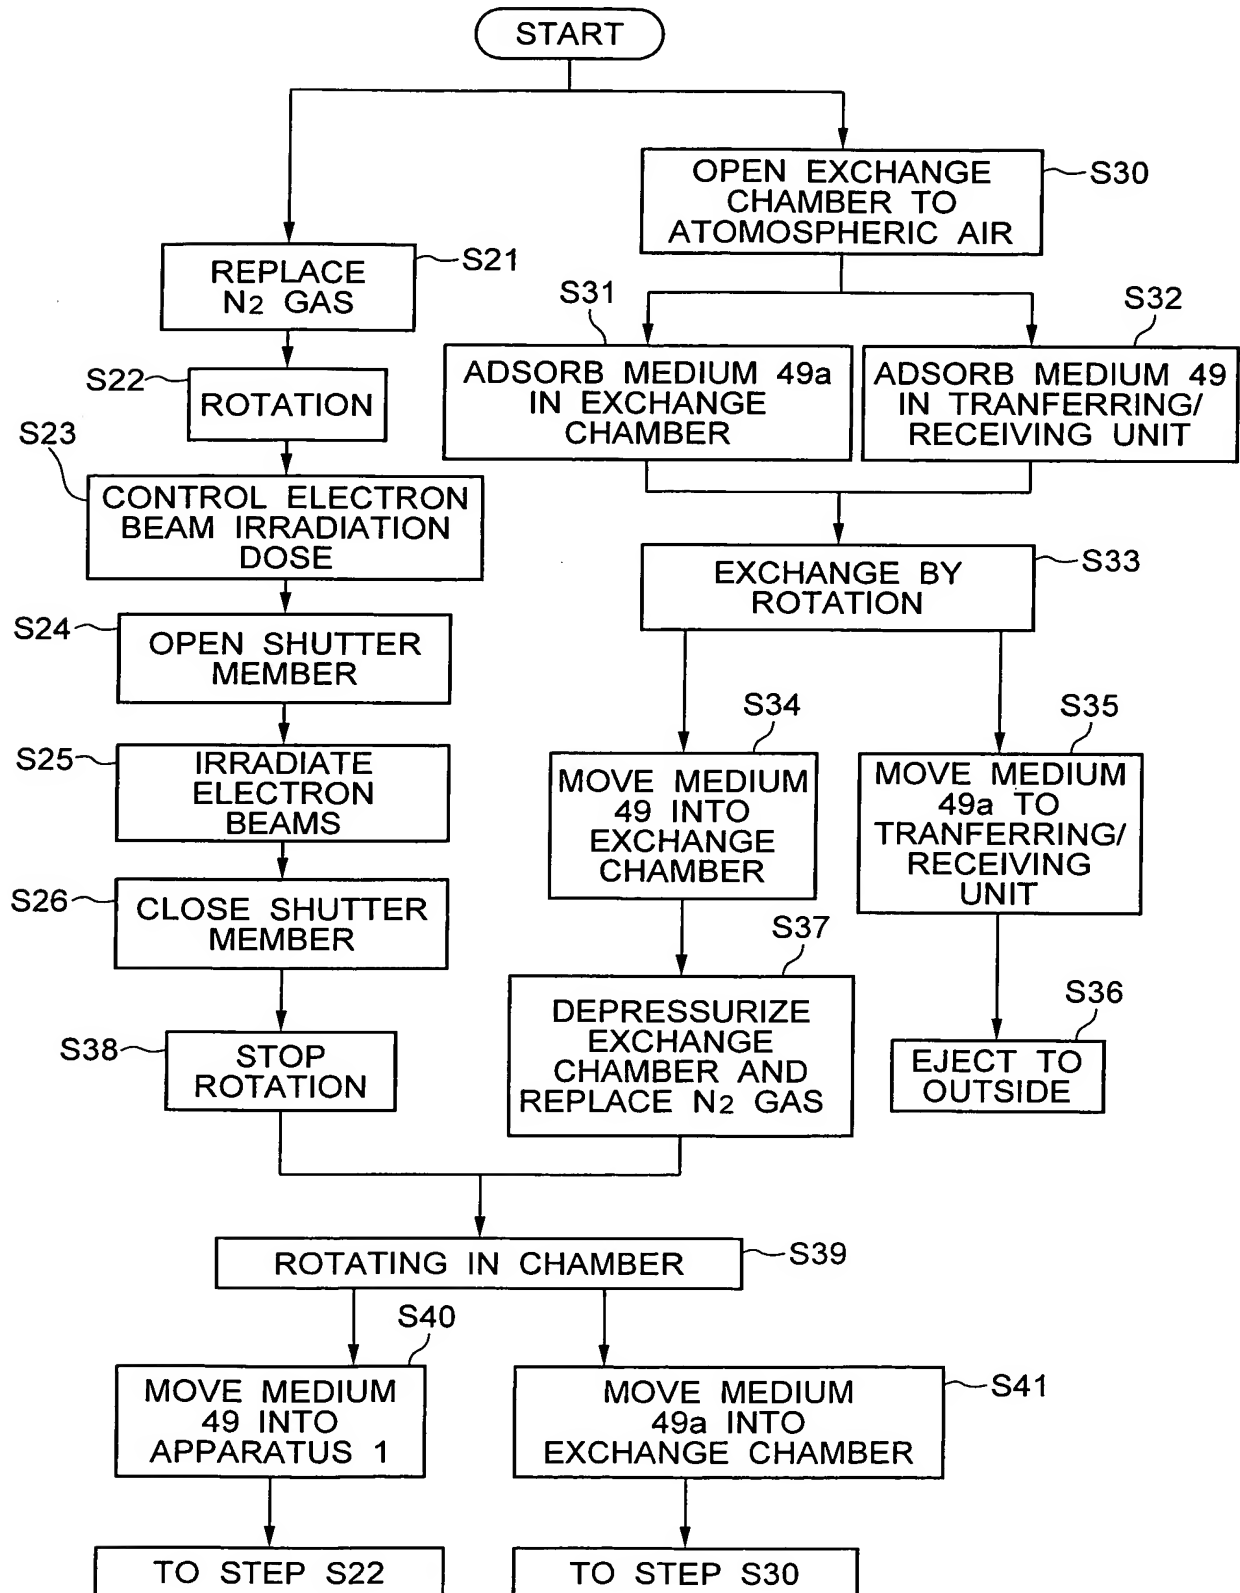 START
OPEN EXCHANGE
CHAMBER TO
ATOMOSPHERIC AIR
S30
REPLACE
N2 GAS
S21
S31
S32
S22
ROTATION
ADSORB MEDIUM 49a
IN EXCHANGE
CHAMBER
ADSORB MEDIUM 49
IN TRANFERRING/
RECEIVING UNIT
S23
CONTROL ELECTRON
BEAM IRRADIATION
DOSE
EXCHANGE BY
ROTATION
S33
S24
OPEN SHUTTER
MEMBER
S34
S35
S25
IRRADIATE
ELECTRON
BEAMS
MOVE MEDIUM
49 INTO
EXCHANGE
CHAMBER
MOVE MEDIUM
49a TO
TRANFERRING/
RECEIVING
UNIT
S26
CLOSE SHUTTER
MEMBER
S37
S36
S38
STOP
ROTATION
DEPRESSURIZE
EXCHANGE
CHAMBER AND
REPLACE N2 GAS
EJECT TO
OUTSIDE
ROTATING IN CHAMBER
S39
S40
MOVE MEDIUM
49 INTO
APPARATUS 1
MOVE MEDIUM
49a INTO
EXCHANGE CHAMBER
S41
TO STEP S22
TO STEP S30